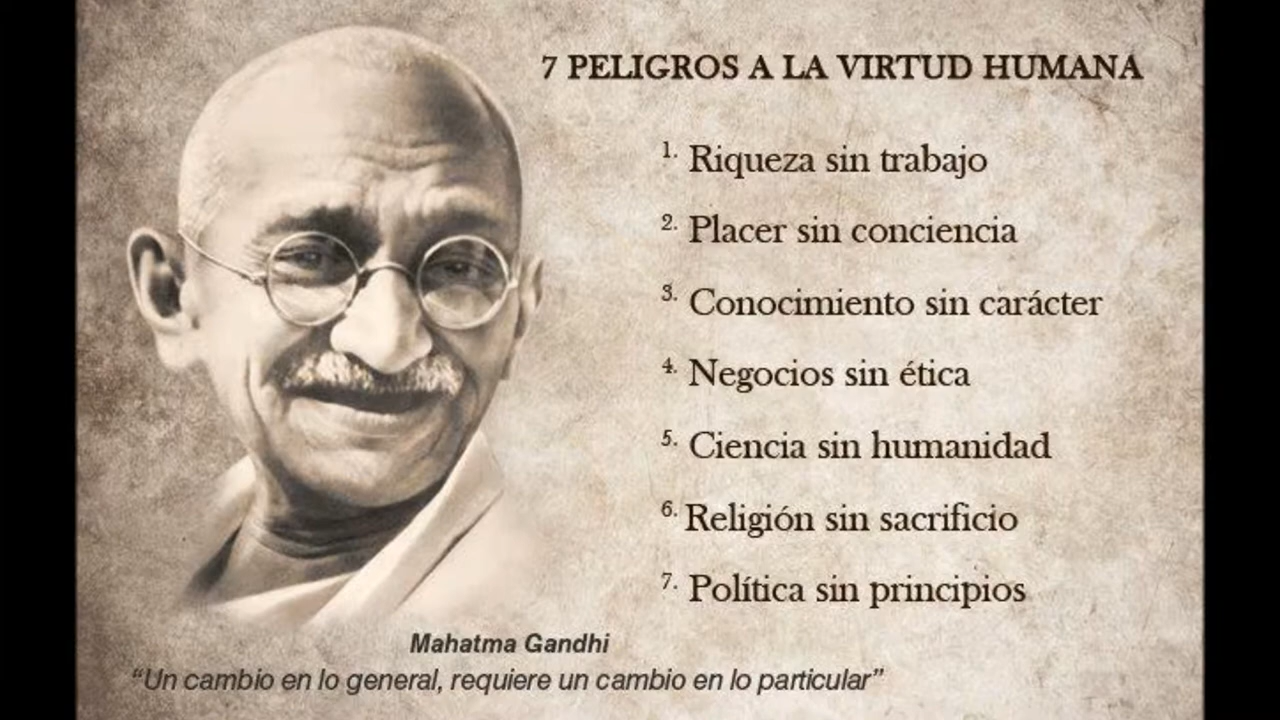 7 PELIGROS A LA VIRTUD HUMANA
1. Riqueza sin trabajo
2. Placer sin conciencia
3. Conocimiento sin carácter
4. Negocios sin ética
5. Ciencia sin humanidad
6. Religión sin sacrificio
7. Política sin principios
Mahatma Gandhi
“Un cambio en lo general, requiere un cambio en lo particular”